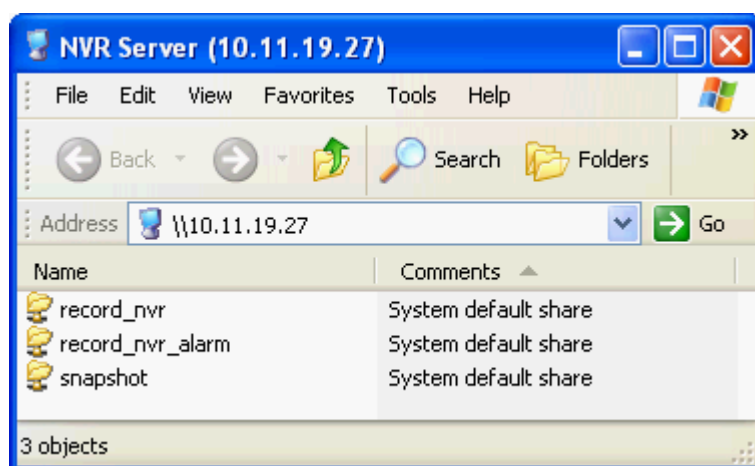 NVR Server (10.11.19.27)
File Edit View Favorites Tools Help
Back Search Folders »
Address \\10.11.19.27 Go
Name Comments
record_nvr System default share
record_nvr_alarm System default share
snapshot System default share
3 objects